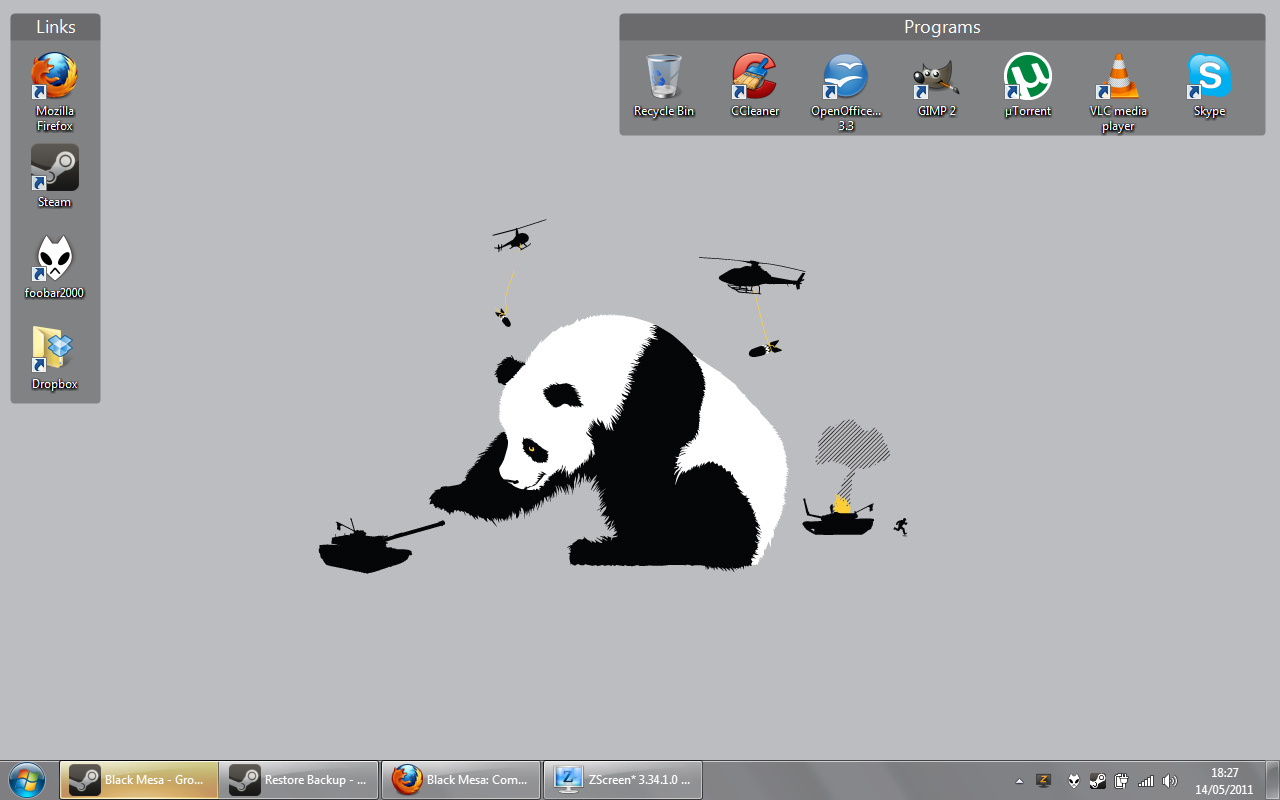 Links
Mozilla
Firefox
Steam
foobar2000
Dropbox
Programs
Recycle Bin
CCleaner
OpenOffice...
3.3
GIMP 2
µTorrent
VLC media
player
Skype
Black Mesa - Gro...
Restore Backup - ...
Black Mesa: Com...
ZScreen* 3.34.1.0 ...
18:27
14/05/2011